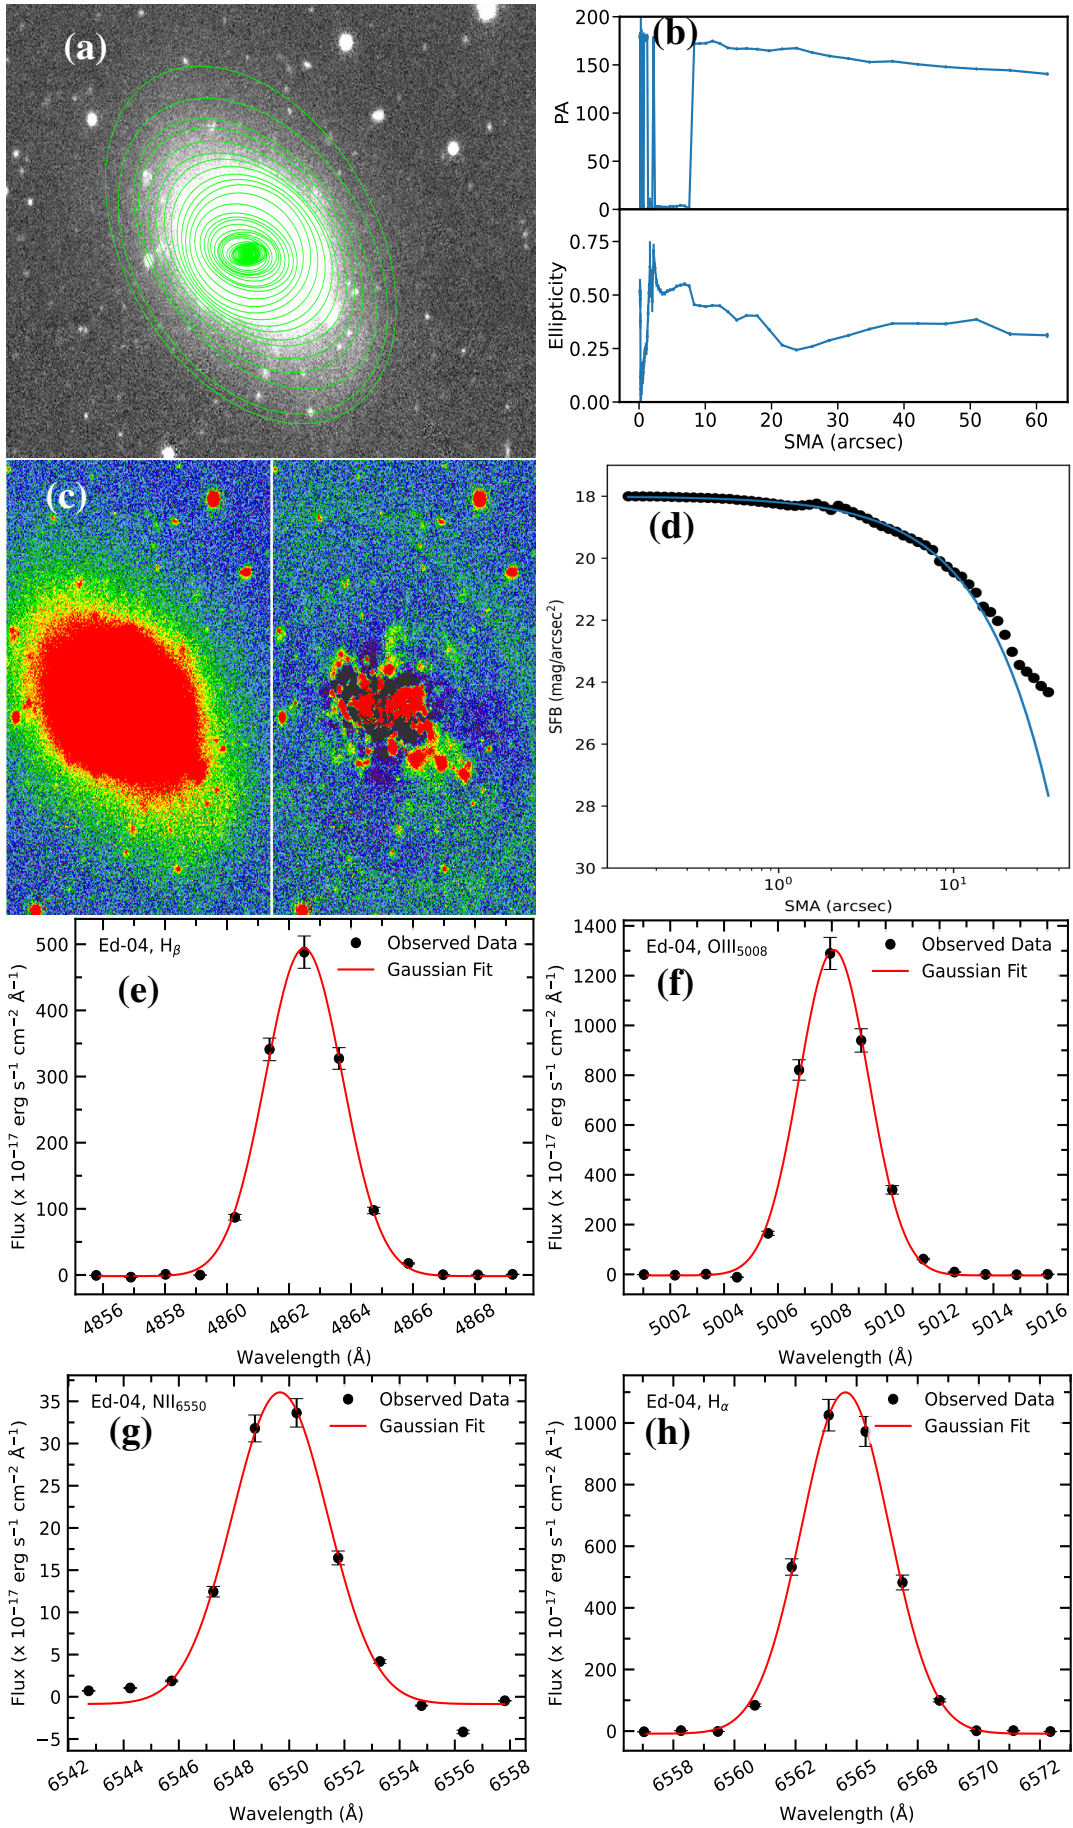 (a)
(b)
200
150
100
50
0
PA
0.75
0.50
0.25
0.00
Ellipticity
0 10 20 30 40 50 60
SMA (arcsec)
(c)
(d)
18
20
22
24
26
28
30
SFB (mag/arcsec²)
10⁰ 10¹
SMA (arcsec)
Ed-04, Hᵦ
Observed Data
Gaussian Fit
(e)
500
400
300
200
100
0
Flux (x 10⁻¹⁷ erg s⁻¹ cm⁻² Å⁻¹)
4856 4858 4860 4862 4864 4866 4868
Wavelength (Å)
Ed-04, OIII₅₀₀₈
Observed Data
Gaussian Fit
(f)
1400
1200
1000
800
600
400
200
0
Flux (x 10⁻¹⁷ erg s⁻¹ cm⁻² Å⁻¹)
5002 5004 5006 5008 5010 5012 5014 5016
Wavelength (Å)
Ed-04, NII₆₅₅₀
Observed Data
Gaussian Fit
(g)
35
30
25
20
15
10
5
0
−5
Flux (x 10⁻¹⁷ erg s⁻¹ cm⁻² Å⁻¹)
6542 6544 6546 6548 6550 6552 6554 6556 6558
Wavelength (Å)
Ed-04, H_α
Observed Data
Gaussian Fit
(h)
1000
800
600
400
200
0
Flux (x 10⁻¹⁷ erg s⁻¹ cm⁻² Å⁻¹)
6558 6560 6562 6565 6568 6570 6572
Wavelength (Å)